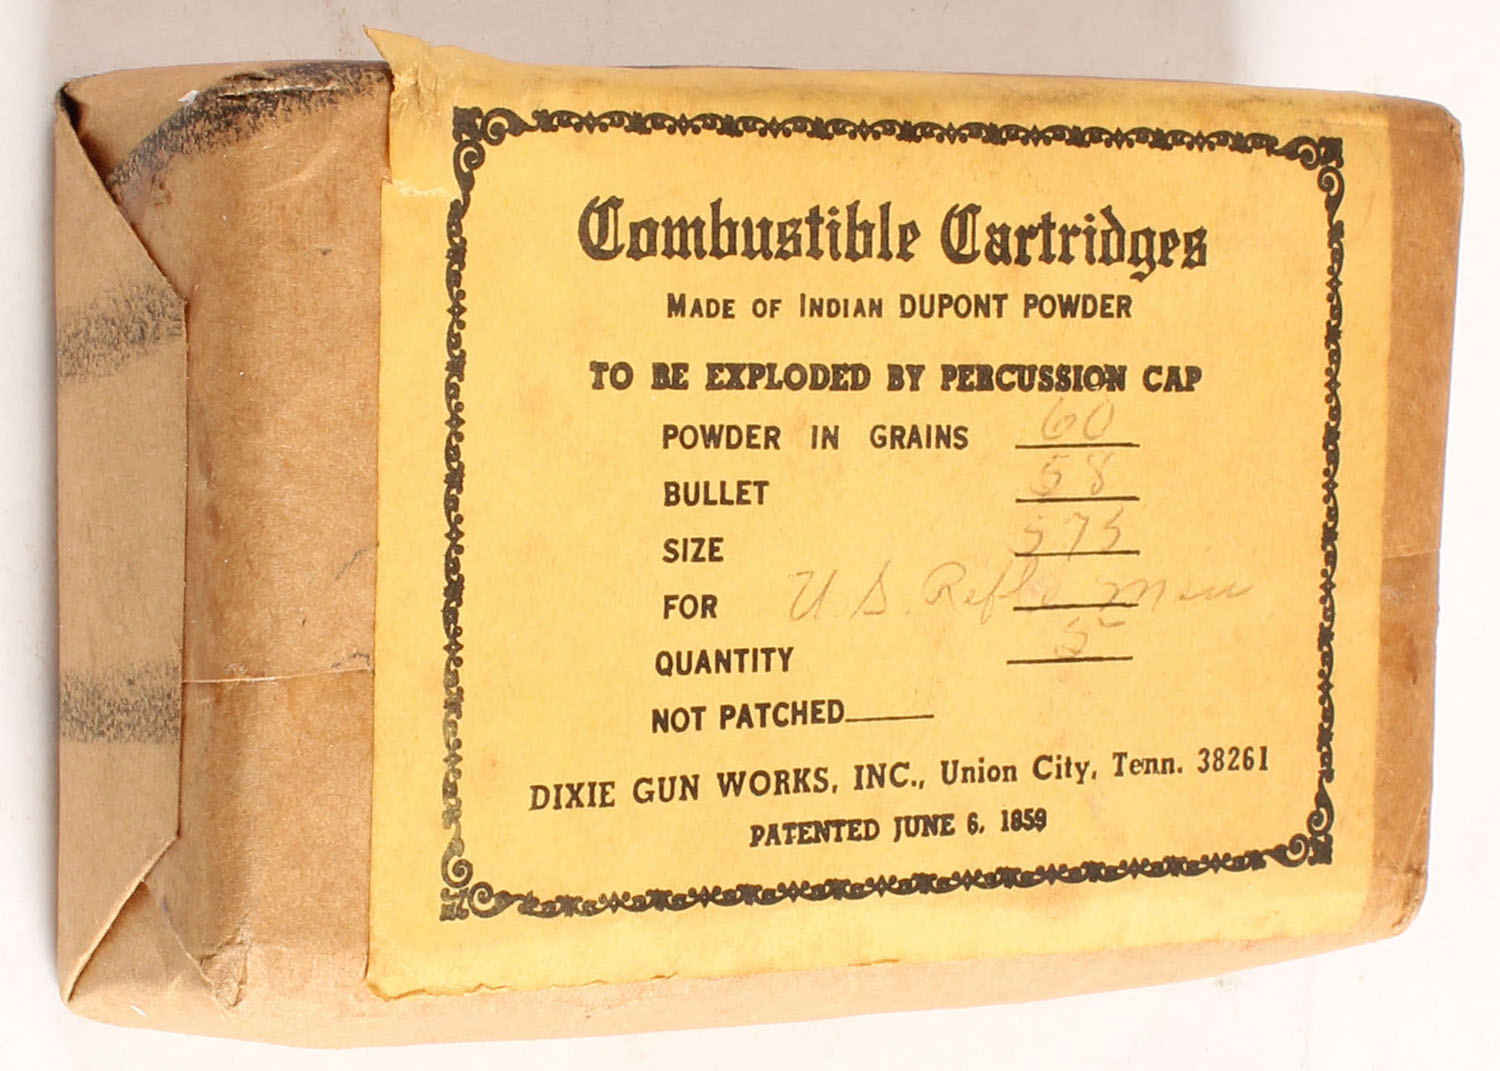 Combustible Cartridges
MADE OF INDIAN DUPONT POWDER
TO BE EXPLODED BY PERCUSSION CAP
POWDER IN GRAINS 60
BULLET 58
SIZE 575
FOR U.S. Rifle
QUANTITY 5
NOT PATCHED
DIXIE GUN WORKS, INC., Union City, Tenn. 38261
PATENTED JUNE 6, 1859